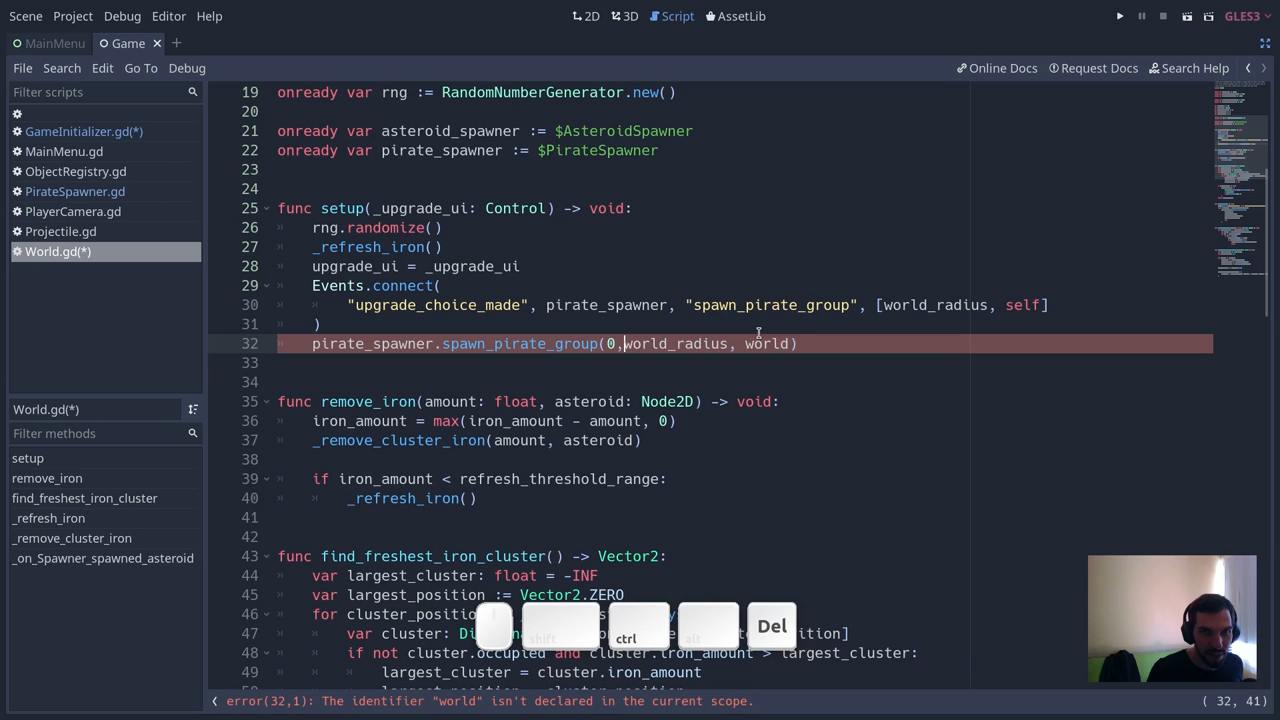 Scene Project Debug Editor Help 2D 3D Script AssetLib GLES3
MainMenu Game
File Search Edit Go To Debug Online Docs Request Docs Search Help
Filter scripts
GameInitializer.gd(*)
MainMenu.gd
ObjectRegistry.gd
PirateSpawner.gd
PlayerCamera.gd
Projectile.gd
World.gd(*)
World.gd(*)
Filter methods
setup
remove_iron
find_freshest_iron_cluster
_refresh_iron
_remove_cluster_iron
_on_Spawner_spawned_asteroid
19 onready var rng := RandomNumberGenerator.new()
20
21 onready var asteroid_spawner := $AsteroidSpawner
22 onready var pirate_spawner := $PirateSpawner
23
24
25 func setup(_upgrade_ui: Control) -> void:
26 rng.randomize()
27 _refresh_iron()
28 upgrade_ui = _upgrade_ui
29 Events.connect(
30 "upgrade_choice_made", pirate_spawner, "spawn_pirate_group", [world_radius, self]
31 )
32 pirate_spawner.spawn_pirate_group(0,world_radius, world)
33
34
35 func remove_iron(amount: float, asteroid: Node2D) -> void:
36 iron_amount = max(iron_amount - amount, 0)
37 _remove_cluster_iron(amount, asteroid)
38
39 if iron_amount < refresh_threshold_range:
40 _refresh_iron()
41
42
43 func find_freshest_iron_cluster() -> Vector2:
44 var largest_cluster: float = -INF
45 var largest_position := Vector2.ZERO
46 for cluster_positio
47 var cluster: Di position]
48 if not cluster.occupied and cluster.iron_amount > largest_cluster:
49 largest_cluster = cluster.iron_amount
shift ctrl alt Del
error(32,1): The identifier "world" isn't declared in the current scope. ( 32, 41)